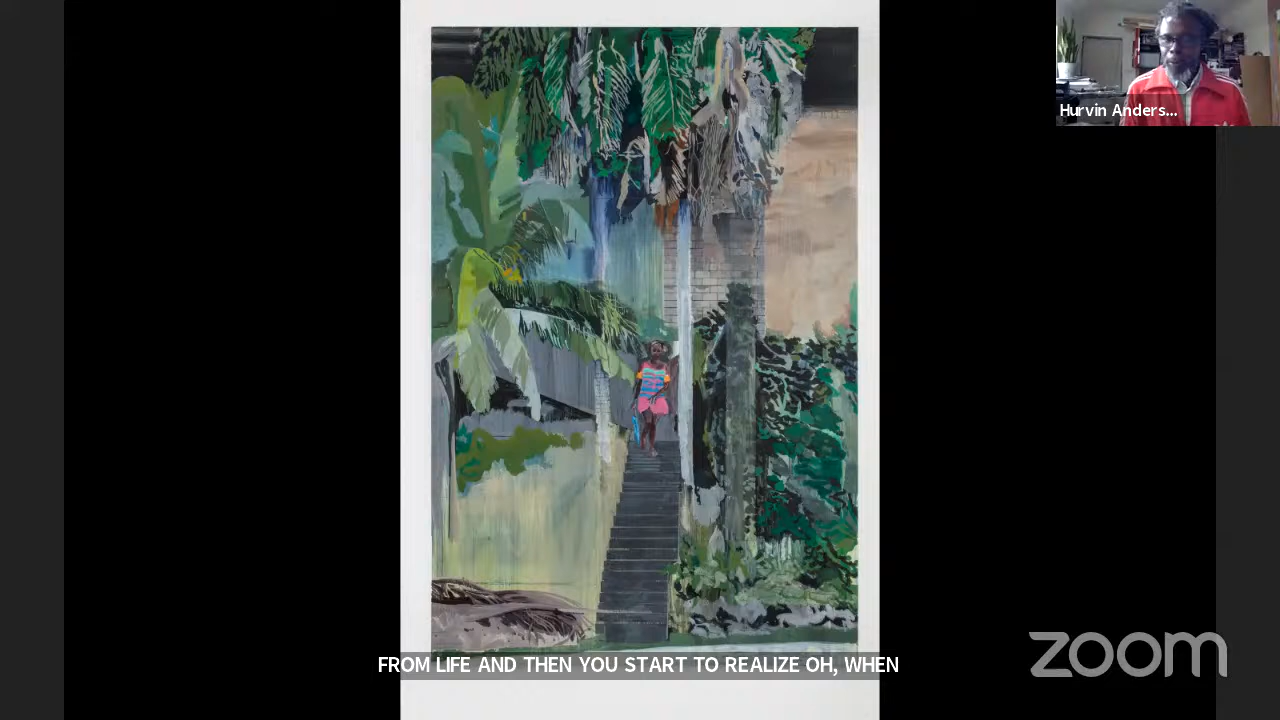 Hurvin Anders...
FROM LIFE AND THEN YOU START TO REALIZE OH, WHEN
zoom